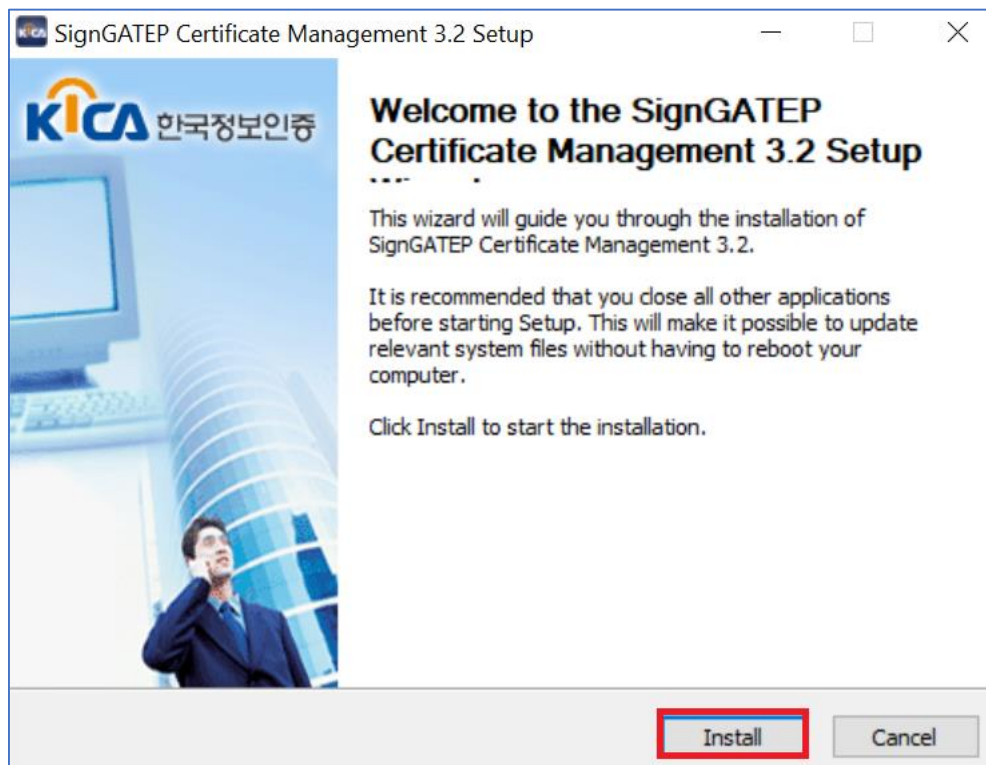 SignGATEP Certificate Management 3.2 Setup
KICA 한국정보인증
Welcome to the SignGATEP
Certificate Management 3.2 Setup
This wizard will guide you through the installation of
SignGATEP Certificate Management 3.2.
It is recommended that you close all other applications
before starting Setup. This will make it possible to update
relevant system files without having to reboot your
computer.
Click Install to start the installation.
Install
Cancel